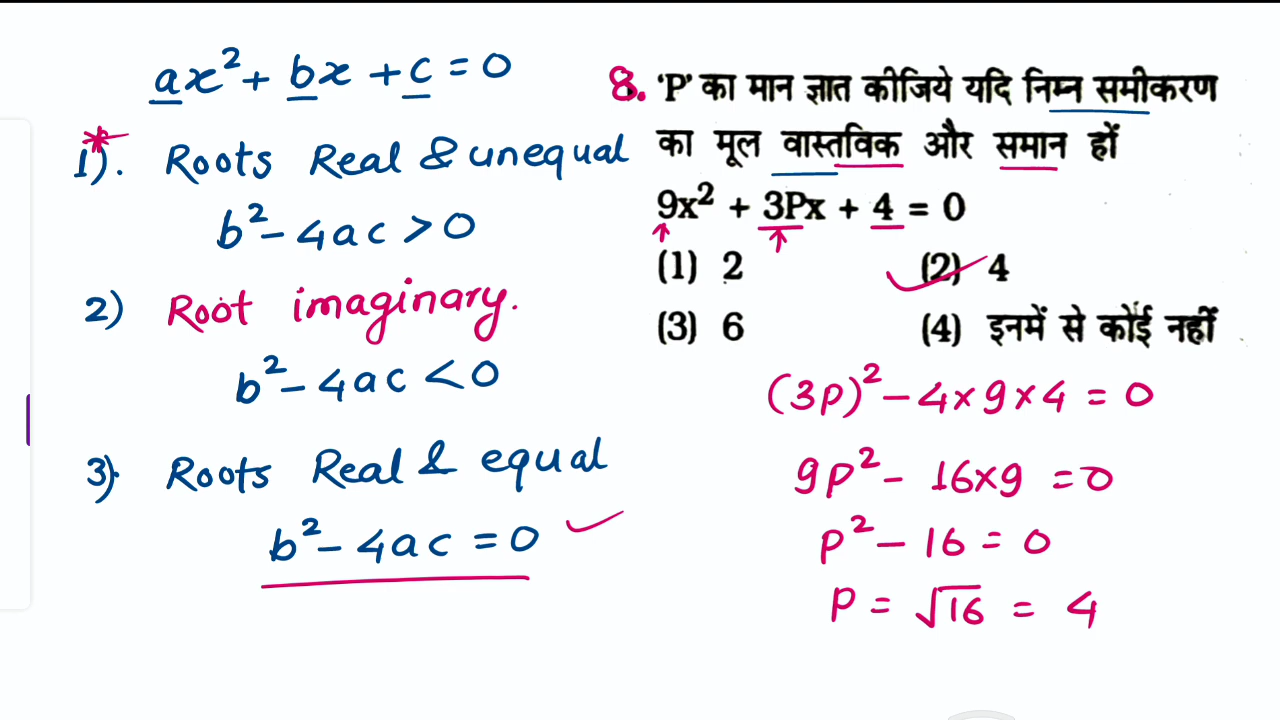 ax² + bx + c = 0
1). Roots Real & unequal
b² - 4ac > 0
2) Root imaginary.
b² - 4ac < 0
3) Roots Real & equal
b² - 4ac = 0
8. 'P' का मान ज्ञात कीजिये यदि निम्न समीकरण
का मूल वास्तविक और समान हों
9x² + 3Px + 4 = 0
(1) 2 (2) 4
(3) 6 (4) इनमें से कोई नहीं
(3p)² - 4×9×4 = 0
9p² - 16×9 = 0
p² - 16 = 0
p = √16 = 4